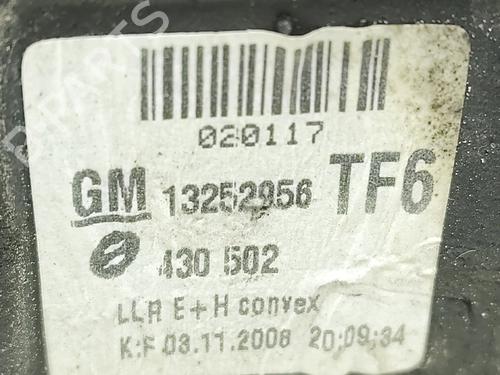 020117
GM 13252956 TF6
430 502
LLR E+H convex
K:F 03.11.2008 20:09:34